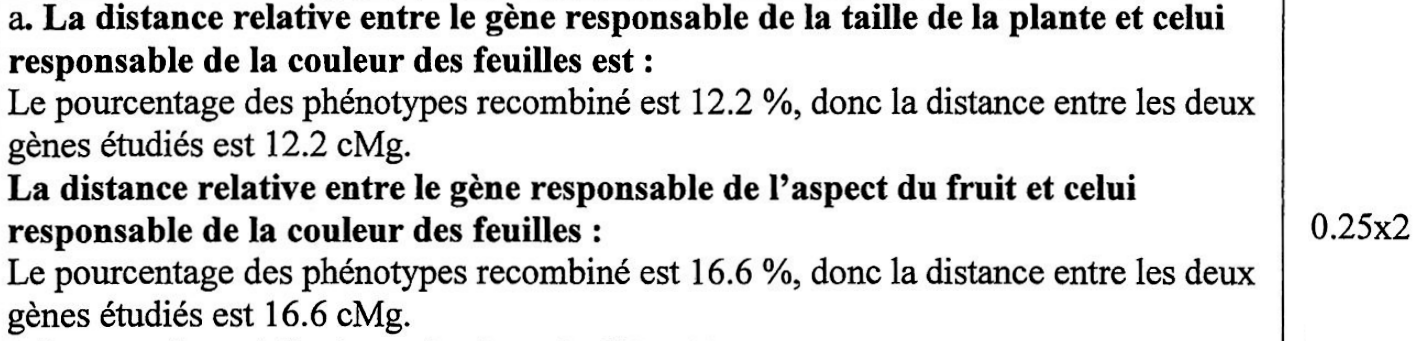 a. La distance relative entre le gène responsable de la taille de la plante et celui
responsable de la couleur des feuilles est :
Le pourcentage des phénotypes recombiné est 12.2 %, donc la distance entre les deux
gènes étudiés est 12.2 cMg.
La distance relative entre le gène responsable de l'aspect du fruit et celui
responsable de la couleur des feuilles :
0.25x2
Le pourcentage des phénotypes recombiné est 16.6 %, donc la distance entre les deux
gènes étudiés est 16.6 cMg.